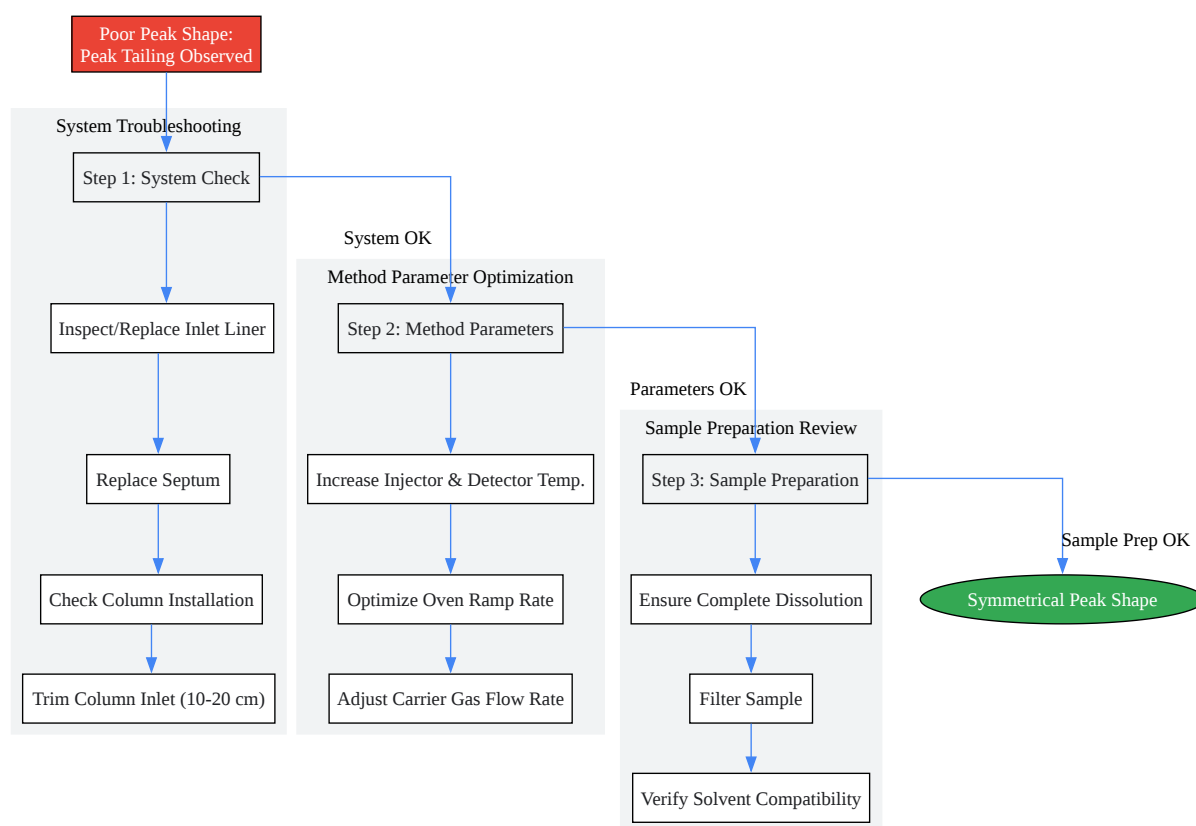 Poor Peak Shape:
Peak Tailing Observed
System Troubleshooting
Step 1: System Check
Inspect/Replace Inlet Liner
Replace Septum
Check Column Installation
Trim Column Inlet (10-20 cm)
System OK
Method Parameter Optimization
Step 2: Method Parameters
Increase Injector & Detector Temp.
Optimize Oven Ramp Rate
Adjust Carrier Gas Flow Rate
Parameters OK
Sample Preparation Review
Step 3: Sample Preparation
Ensure Complete Dissolution
Filter Sample
Verify Solvent Compatibility
Sample Prep OK
Symmetrical Peak Shape